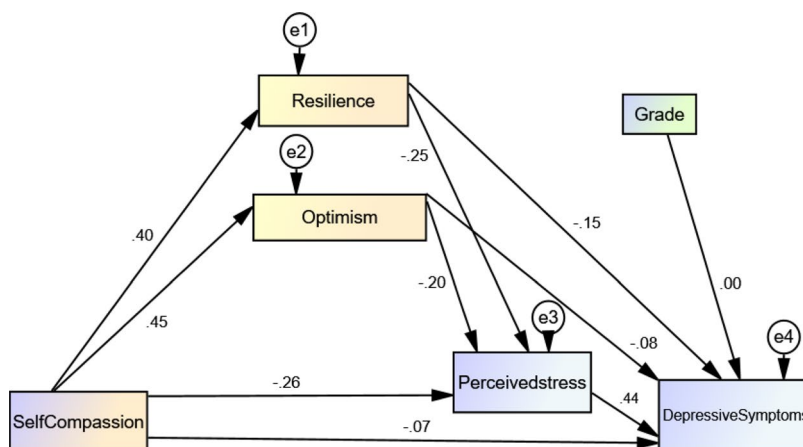 e1
Resilience
Grade
e2
-.25
Optimism
-.15
.40
-.20
.00
.45
e3
-.08
e4
-.26
Perceivedstress
.44
SelfCompassion
DepressiveSymptoms
-.07